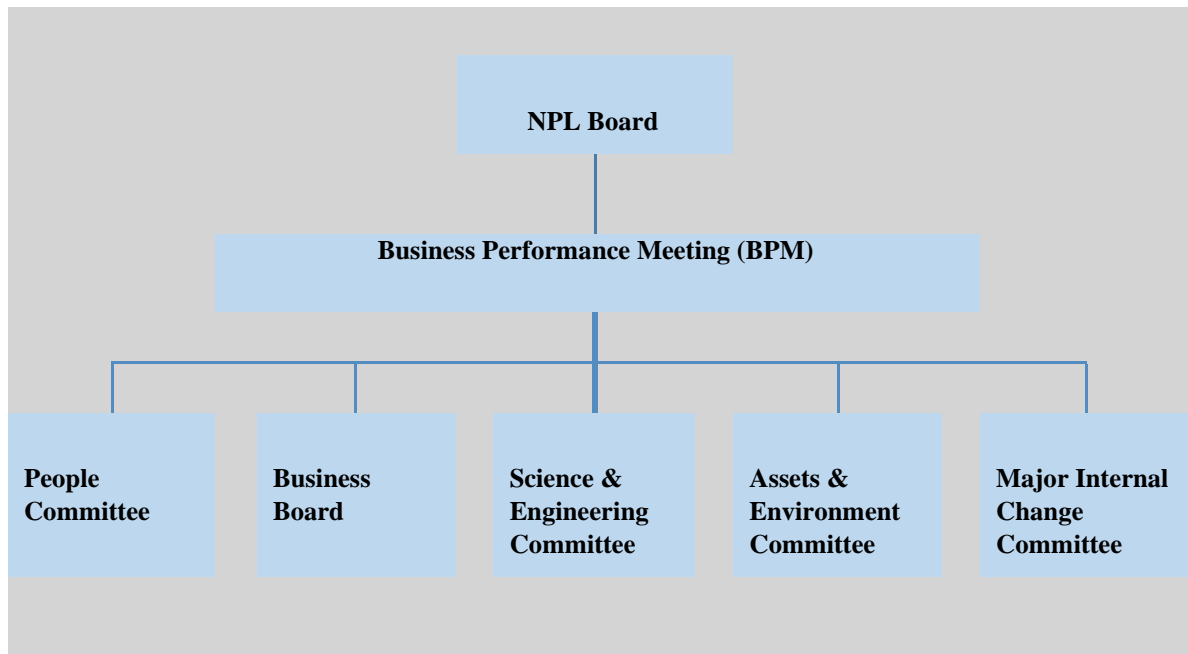 NPL Board
Business Performance Meeting (BPM)
People
Committee
Business
Board
Science &
Engineering
Committee
Assets &
Environment
Committee
Major Internal
Change
Committee